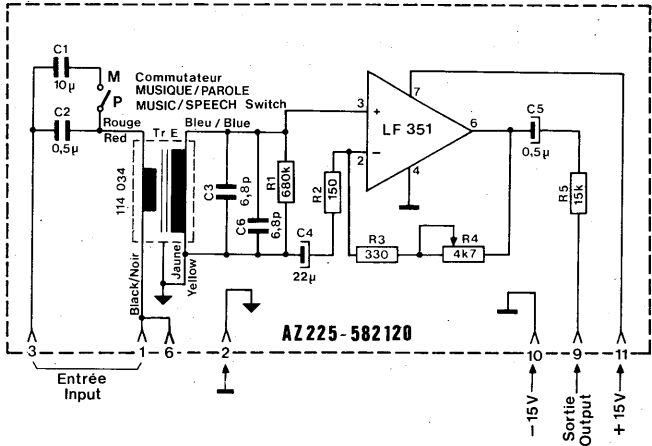 C1
10µ
M
P
Commutateur
MUSIQUE/PAROLE
MUSIC/SPEECH Switch
C2
0,5µ
Rouge
Red
Tr E
Bleu / Blue
114 034
C3
6,8p
C6
6,8p
R1
680k
R2
150
3
+
2
−
LF 351
7
6
4
C5
0,5µ
R5
15k
C4
22µ
R3
330
R4
4k7
Black/Noir
Jaune
Yellow
AZ225-582120
3
1
6
2
10
9
11
Entrée
Input
−15V
Sortie
Output
+15V